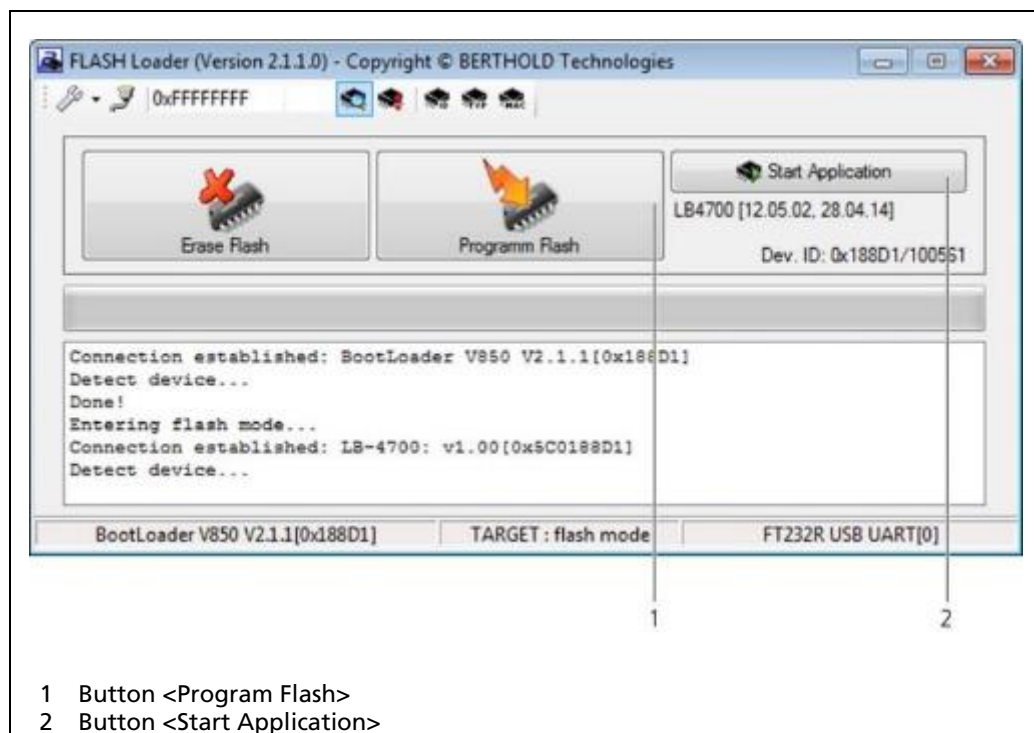 FLASH Loader (Version 2.1.1.0) - Copyright © BERTHOLD Technologies
0xFFFFFFFF
ID TYP MAC
Erase Flash
Programm Flash
Start Application
LB4700 [12.05.02, 28.04.14]
Dev. ID: 0x188D1/100561
Connection established: BootLoader V850 V2.1.1[0x188D1]
Detect device...
Done!
Entering flash mode...
Connection established: LB-4700: v1.00[0x5C0188D1]
Detect device...
BootLoader V850 V2.1.1[0x188D1] TARGET : flash mode FT232R USB UART[0]
1 2
1 Button <Program Flash>
2 Button <Start Application>